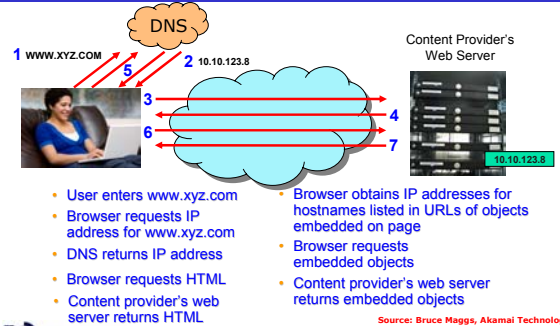 DNS
1 WWW.XYZ.COM
5
2 10.10.123.8
Content Provider's
Web Server
3
4
6
7
10.10.123.8
• User enters www.xyz.com
• Browser requests IP
address for www.xyz.com
• DNS returns IP address
• Browser requests HTML
• Content provider's web
server returns HTML
• Browser obtains IP addresses for
hostnames listed in URLs of objects
embedded on page
• Browser requests
embedded objects
• Content provider's web server
returns embedded objects
Source: Bruce Maggs, Akamai Technolo